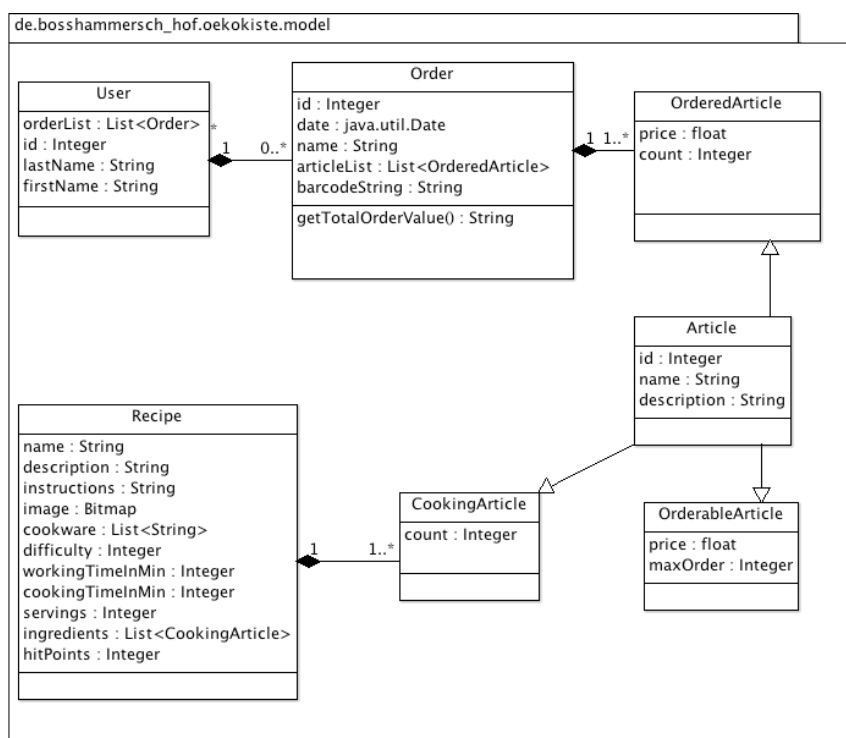 de.bosshammersch_hof.oekokiste.model
User
orderList : List<Order>
id : Integer
lastName : String
firstName : String
*
1
0..*
Order
id : Integer
date : java.util.Date
name : String
articleList : List<OrderedArticle>
barcodeString : String
getTotalOrderValue() : String
1
1..*
OrderedArticle
price : float
count : Integer
Article
id : Integer
name : String
description : String
Recipe
name : String
description : String
instructions : String
image : Bitmap
cookware : List<String>
difficulty : Integer
workingTimeInMin : Integer
cookingTimeInMin : Integer
servings : Integer
ingredients : List<CookingArticle>
hitPoints : Integer
1
1..*
CookingArticle
count : Integer
OrderableArticle
price : float
maxOrder : Integer